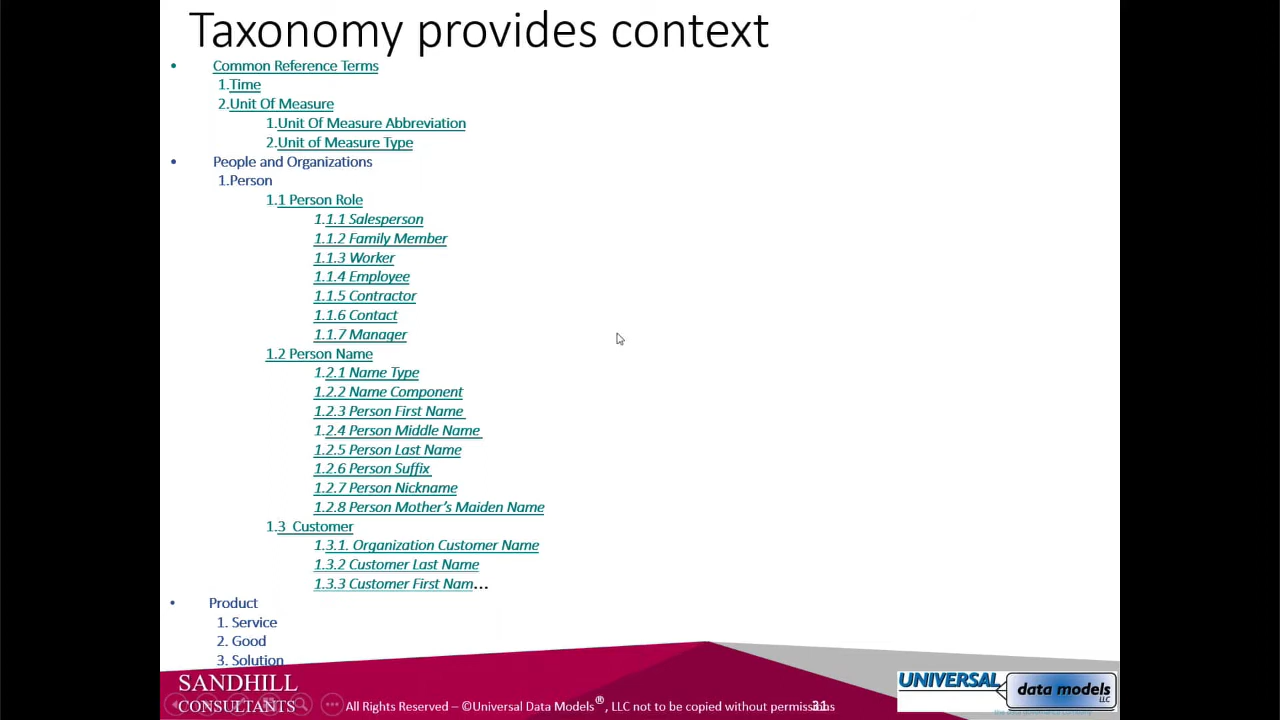 Taxonomy provides context
• Common Reference Terms
1.Time
2.Unit Of Measure
1.Unit Of Measure Abbreviation
2.Unit of Measure Type
• People and Organizations
1.Person
1.1 Person Role
1.1.1 Salesperson
1.1.2 Family Member
1.1.3 Worker
1.1.4 Employee
1.1.5 Contractor
1.1.6 Contact
1.1.7 Manager
1.2 Person Name
1.2.1 Name Type
1.2.2 Name Component
1.2.3 Person First Name
1.2.4 Person Middle Name
1.2.5 Person Last Name
1.2.6 Person Suffix
1.2.7 Person Nickname
1.2.8 Person Mother's Maiden Name
1.3 Customer
1.3.1. Organization Customer Name
1.3.2 Customer Last Name
1.3.3 Customer First Nam…
• Product
1. Service
2. Good
3. Solution
SANDHILL
CONSULTANTS
All Rights Reserved – ©Universal Data Models®, LLC not to be copied without permissions
31
UNIVERSAL
data models
LLC